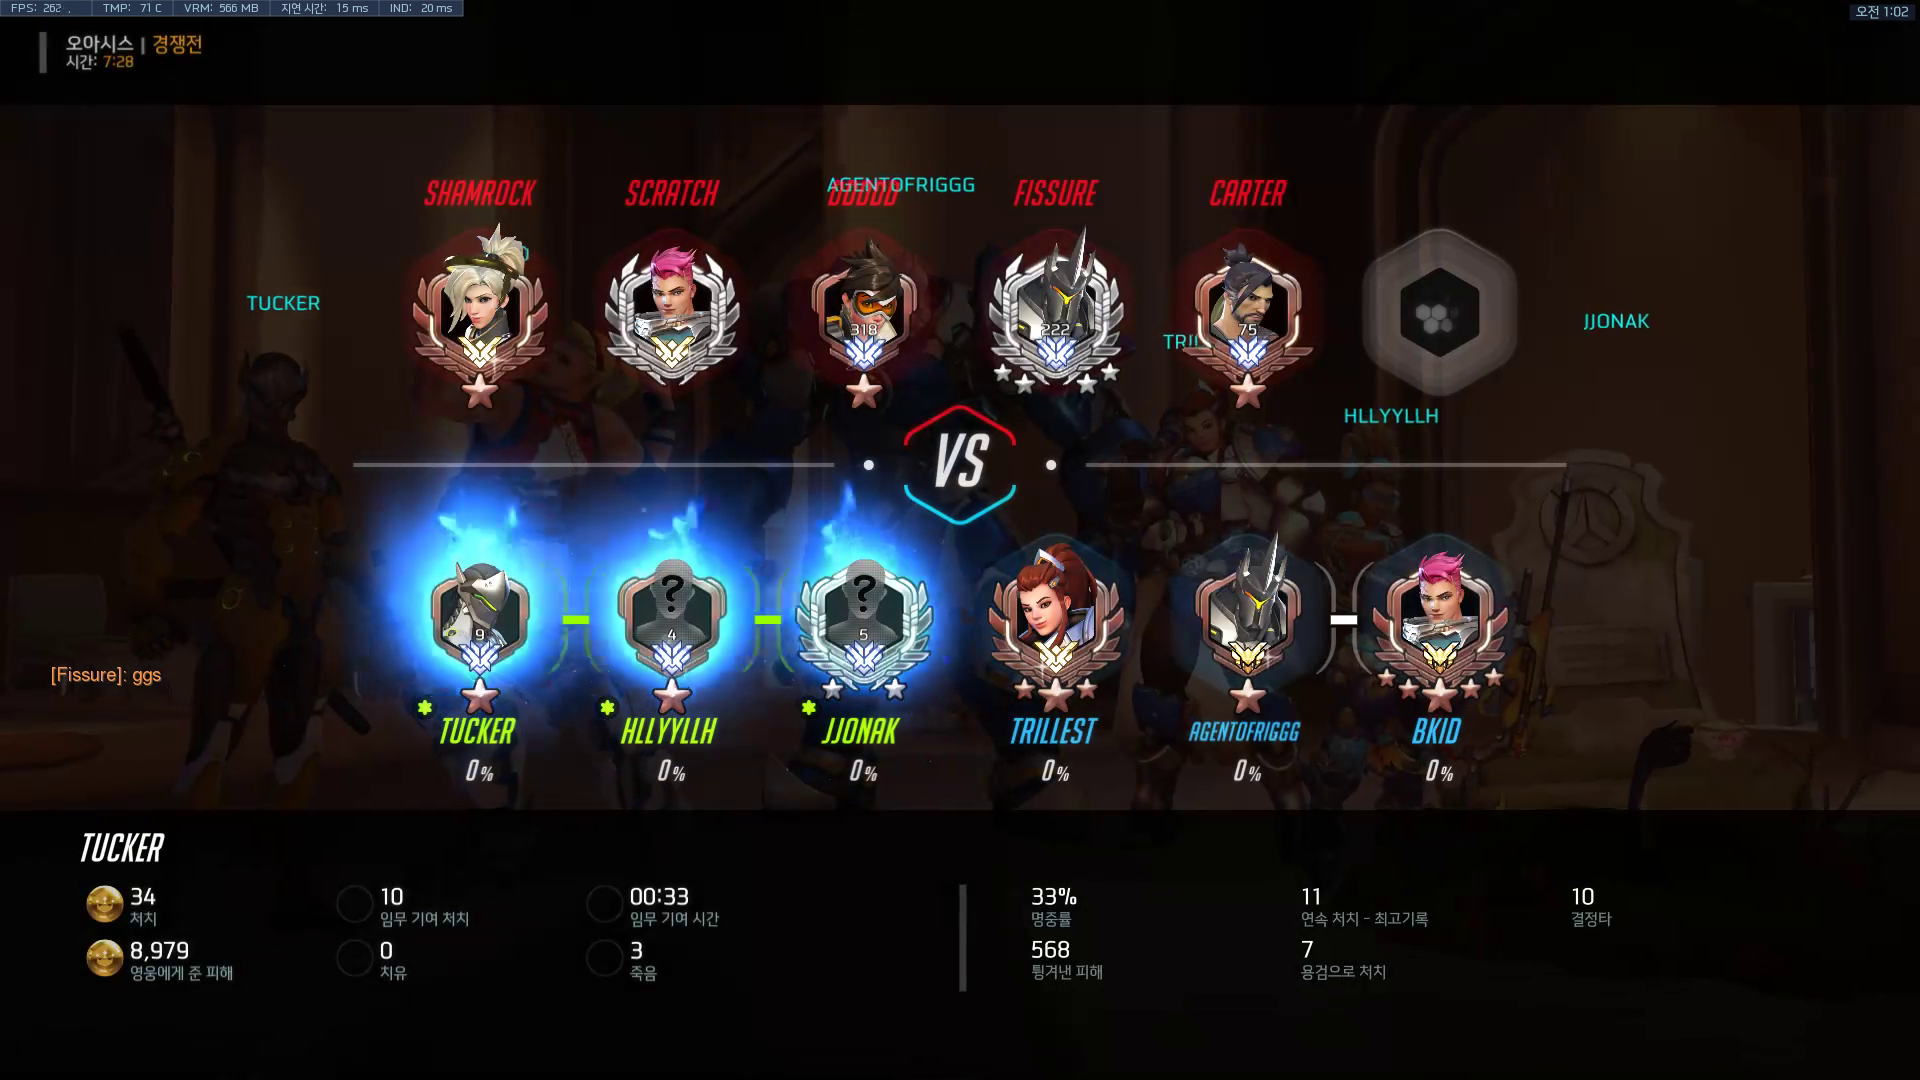 FPS: 262 TMP: 71 C VRM: 566 MB 지연 시간: 15 ms IND: 20 ms
오전 1:02
오아시스 | 경쟁전
시간: 7:28
SHAMROCK SCRATCH AGENTOFRIGGG FISSURE CARTER
TUCKER
318 222 75
JJONAK
HLLYYLLH
VS
?
?
9 4 5
[Fissure]: ggs
TUCKER HLLYYLLH JJONAK TRILLEST AGENTOFRIGGG BKID
0% 0% 0% 0% 0% 0%
TUCKER
34
처치
10
임무 기여 처치
00:33
임무 기여 시간
33%
명중률
11
연속 처치 - 최고기록
10
결정타
8,979
영웅에게 준 피해
0
치유
3
죽음
568
튕겨낸 피해
7
용검으로 처치